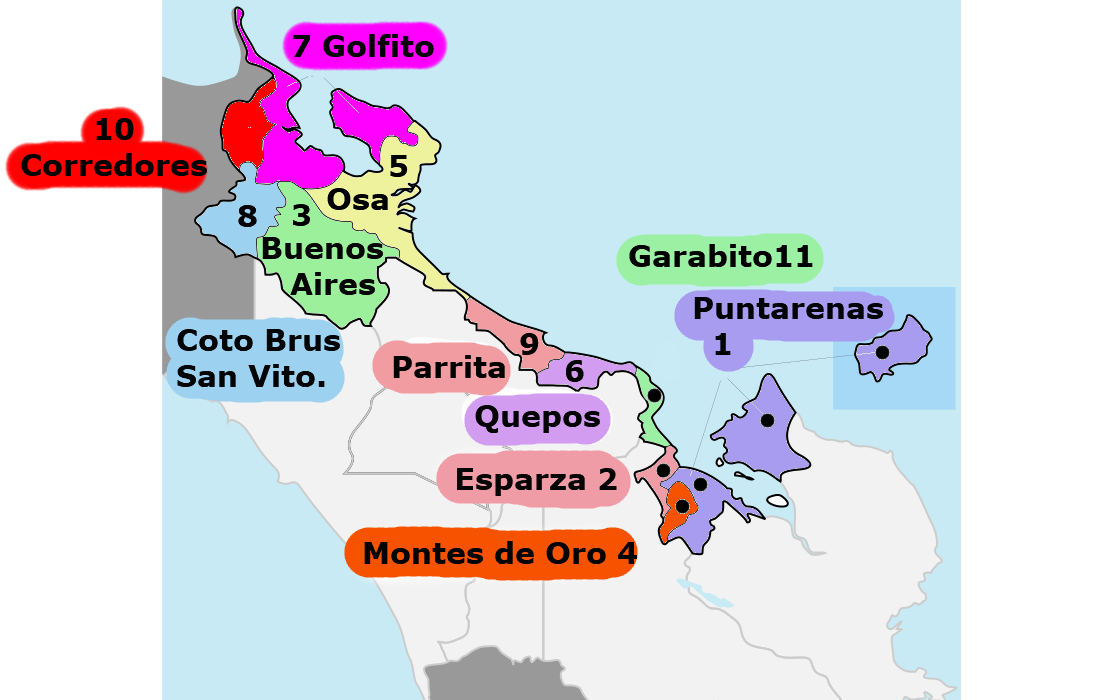 7 Golfito
10
Corredores
5
Osa
8
3
Buenos
Aires
Garabito11
Puntarenas
1
Coto Brus
San Vito.
9
Parrita
6
Quepos
Esparza 2
Montes de Oro 4